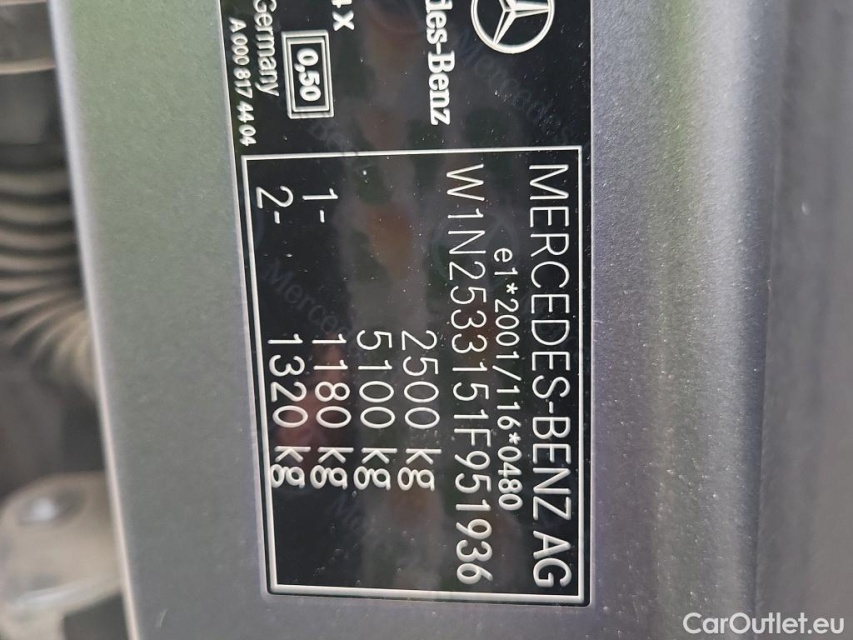 des-Benz
X
0,50
Germany
A 000 817 44 04
MERCEDES-BENZ AG
e1*2001/116*0480
W1N2533151F951936
2500 kg
5100 kg
1- 1180 kg
2- 1320 kg
CarOutlet.eu